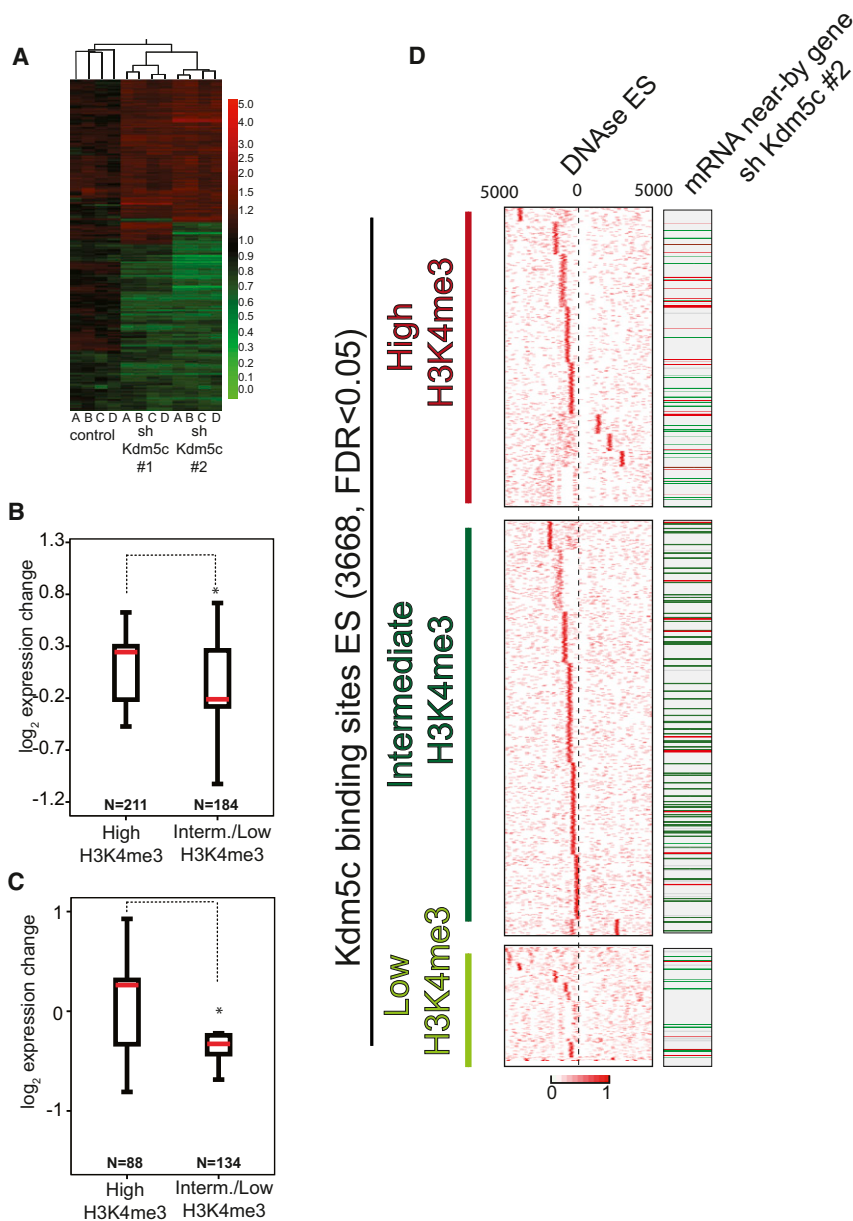 A
5.0
4.0
3.0
2.0
1.5
1.2
1.0
0.9
0.7
0.6
0.5
0.4
0.3
0.2
0.1
0.0
A B C D A B C D A B C D
control
sh
Kdm5c
#1
sh
Kdm5c
#2
B
log2 expression change
1.3
0.8
0.3
-0.2
-0.7
-1.2
*
N=211
N=184
High
H3K4me3
Interm./Low
H3K4me3
C
log2 expression change
1
0
-1
*
N=88
N=134
High
H3K4me3
Interm./Low
H3K4me3
D
DNAse ES
mRNA near-by gene
sh Kdm5c #2
5000 0 5000
Kdm5c binding sites ES (3668, FDR<0.05)
High
H3K4me3
Intermediate
H3K4me3
Low
H3K4me3
0 1